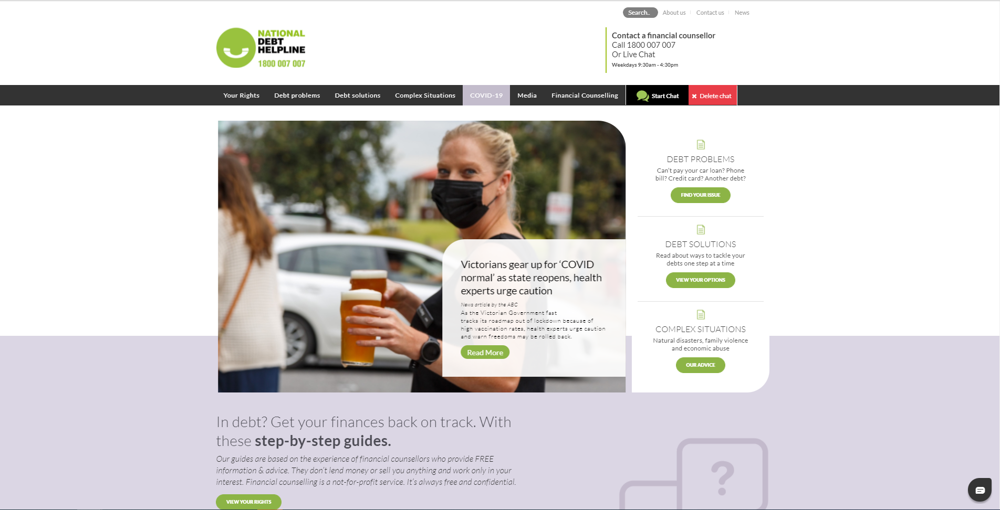 Search..
About us
Contact us
News
NATIONAL
DEBT
HELPLINE
1800 007 007
Contact a financial counsellor
Call 1800 007 007
Or Live Chat
Weekdays 9:30am - 4:30pm
Your Rights
Debt problems
Debt solutions
Complex Situations
COVID-19
Media
Financial Counselling
Start Chat
Delete chat
Victorians gear up for ‘COVID
normal’ as state reopens, health
experts urge caution
News article by the ABC
As the Victorian Government fast
tracks its roadmap out of lockdown because of
high vaccination rates, health experts urge caution
and warn freedoms may be rolled back.
Read More
DEBT PROBLEMS
Can’t pay your car loan? Phone
bill? Credit card? Another debt?
FIND YOUR ISSUE
DEBT SOLUTIONS
Read about ways to tackle your
debts one step at a time
VIEW YOUR OPTIONS
COMPLEX SITUATIONS
Natural disasters, family violence
and economic abuse
OUR ADVICE
In debt? Get your finances back on track. With
these step-by-step guides.
Our guides are based on the experience of financial counsellors who provide FREE
information & advice. They don’t lend money or sell you anything and work only in your
interest. Financial counselling is a not-for-profit service. It’s always free and confidential.
VIEW YOUR RIGHTS
?